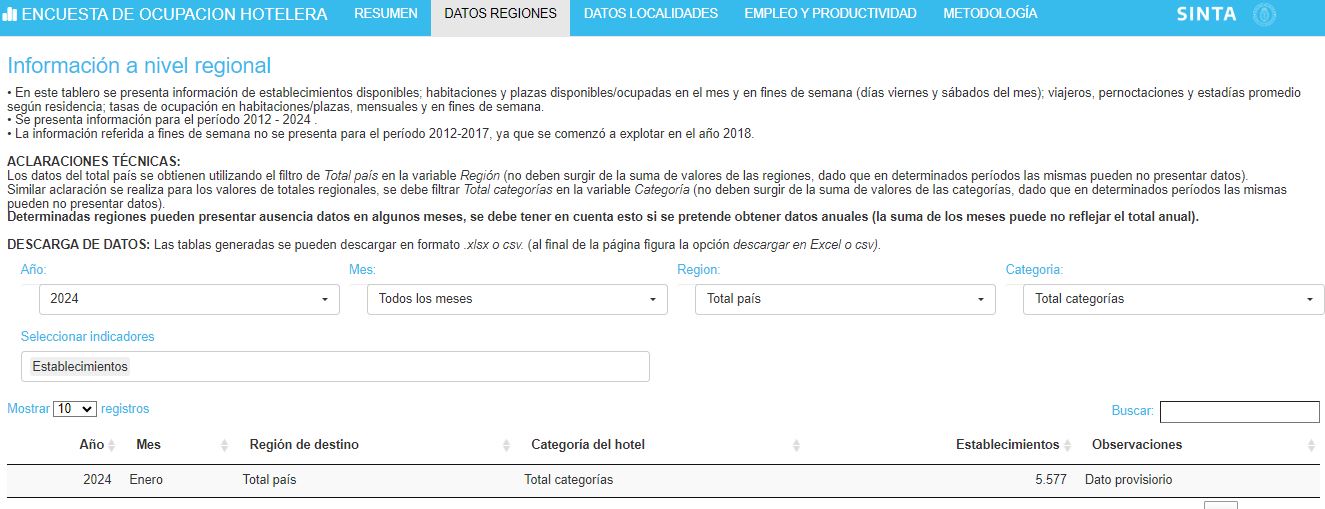 ENCUESTA DE OCUPACION HOTELERA RESUMEN DATOS REGIONES DATOS LOCALIDADES EMPLEO Y PRODUCTIVIDAD METODOLOGÍA SINTA
Información a nivel regional
• En este tablero se presenta información de establecimientos disponibles; habitaciones y plazas disponibles/ocupadas en el mes y en fines de semana (días viernes y sábados del mes); viajeros, pernoctaciones y estadías promedio
según residencia; tasas de ocupación en habitaciones/plazas, mensuales y en fines de semana.
• Se presenta información para el período 2012 - 2024 .
• La información referida a fines de semana no se presenta para el período 2012-2017, ya que se comenzó a explotar en el año 2018.
ACLARACIONES TÉCNICAS:
Los datos del total país se obtienen utilizando el filtro de Total país en la variable Región (no deben surgir de la suma de valores de las regiones, dado que en determinados períodos las mismas pueden no presentar datos).
Similar aclaración se realiza para los valores de totales regionales, se debe filtrar Total categorías en la variable Categoría (no deben surgir de la suma de valores de las categorías, dado que en determinados períodos las mismas
pueden no presentar datos).
Determinadas regiones pueden presentar ausencia datos en algunos meses, se debe tener en cuenta esto si se pretende obtener datos anuales (la suma de los meses puede no reflejar el total anual).
DESCARGA DE DATOS: Las tablas generadas se pueden descargar en formato .xlsx o csv. (al final de la página figura la opción descargar en Excel o csv).
Año: Mes: Region: Categoria:
2024 Todos los meses Total país Total categorías
Seleccionar indicadores
Establecimientos
Mostrar 10 registros Buscar:
Año Mes Región de destino Categoría del hotel Establecimientos Observaciones
2024 Enero Total país Total categorías 5.577 Dato provisiorio